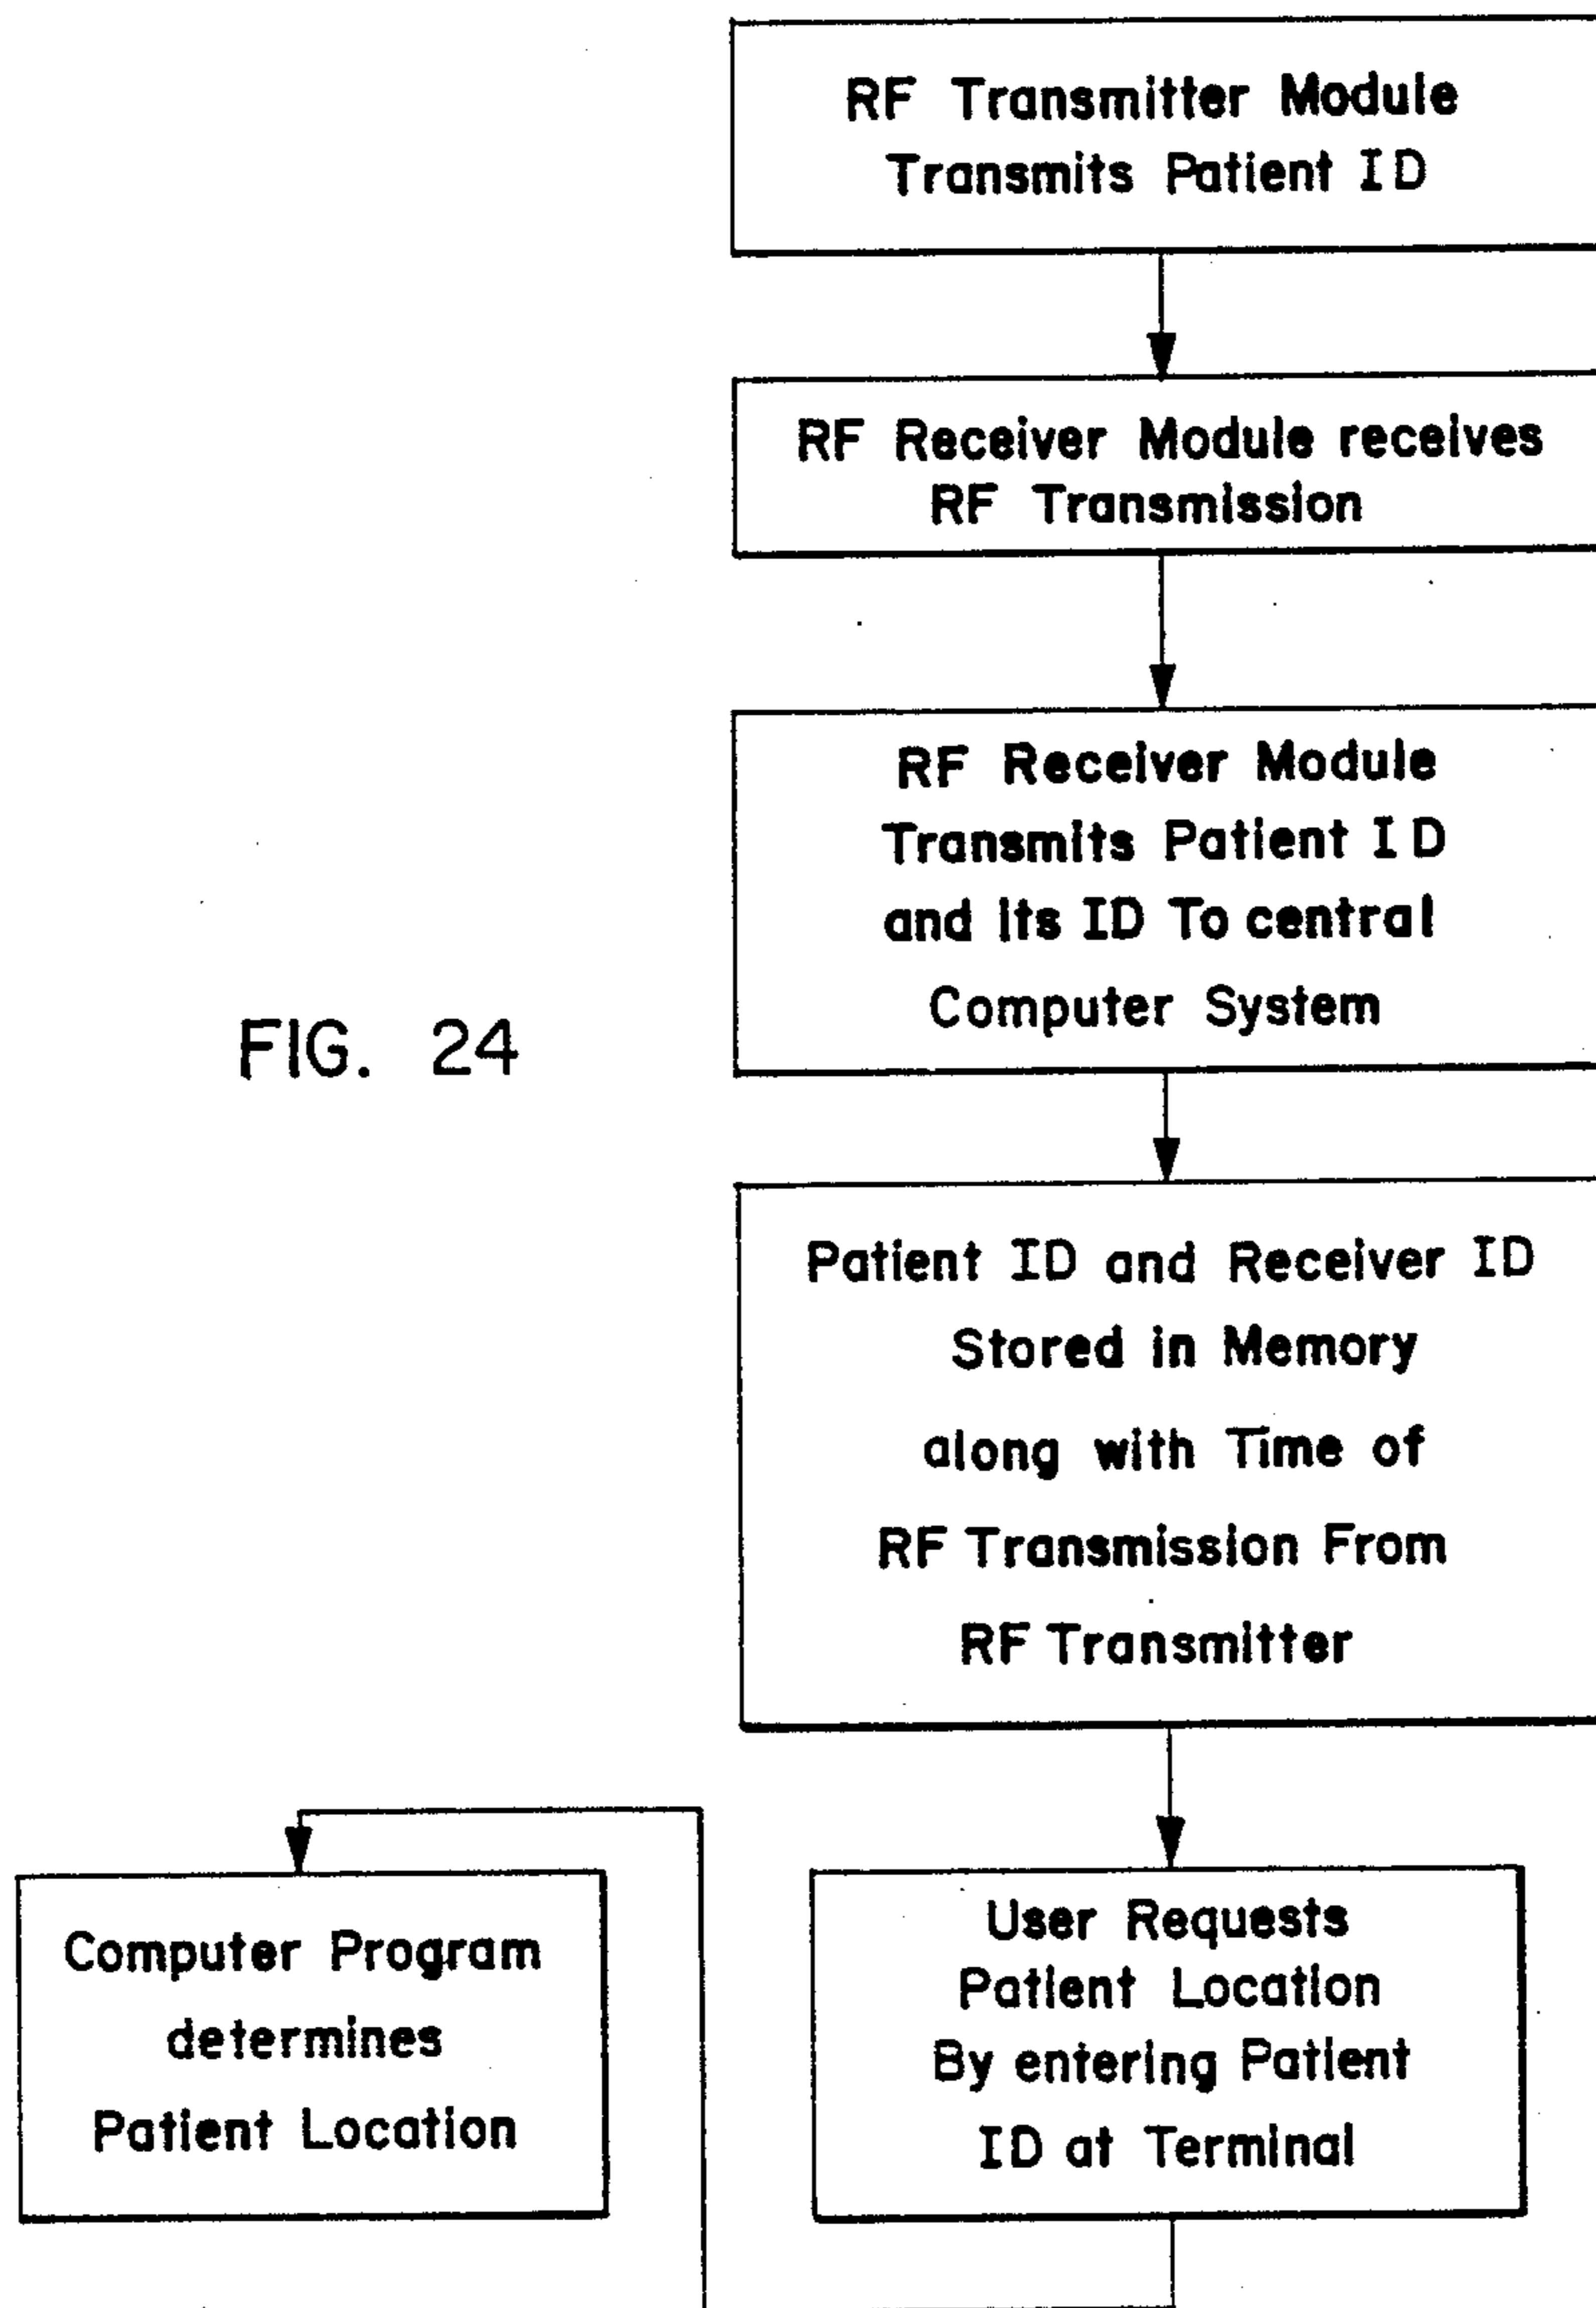 RF Transmitter Module
Transmits Patient ID
RF Receiver Module receives
RF Transmission
RF Receiver Module
Transmits Patient ID
and Its ID To central
Computer System
FIG. 24
Patient ID and Receiver ID
Stored in Memory
along with Time of
RF Transmission From
RF Transmitter
Computer Program
determines
Patient Location
User Requests
Patient Location
By entering Patient
ID at Terminal